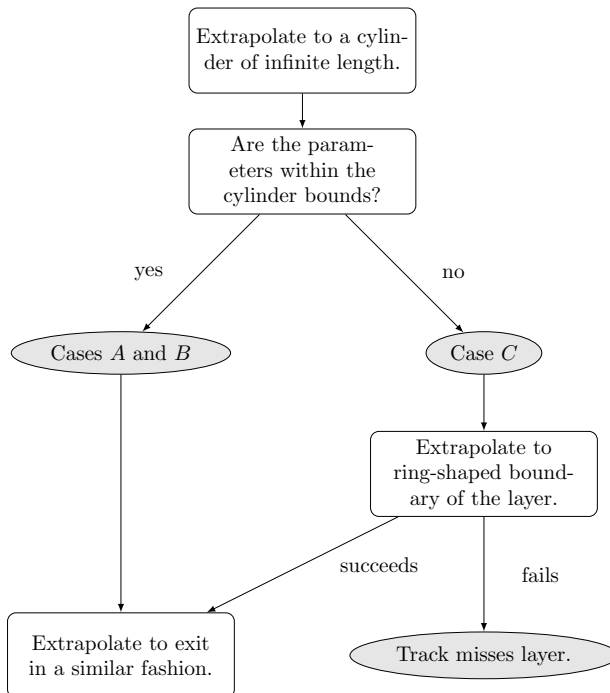 Extrapolate to a cylin-
der of infinite length.
Are the param-
eters within the
cylinder bounds?
yes
no
Cases A and B
Case C
Extrapolate to
ring-shaped bound-
ary of the layer.
succeeds
fails
Extrapolate to exit
in a similar fashion.
Track misses layer.